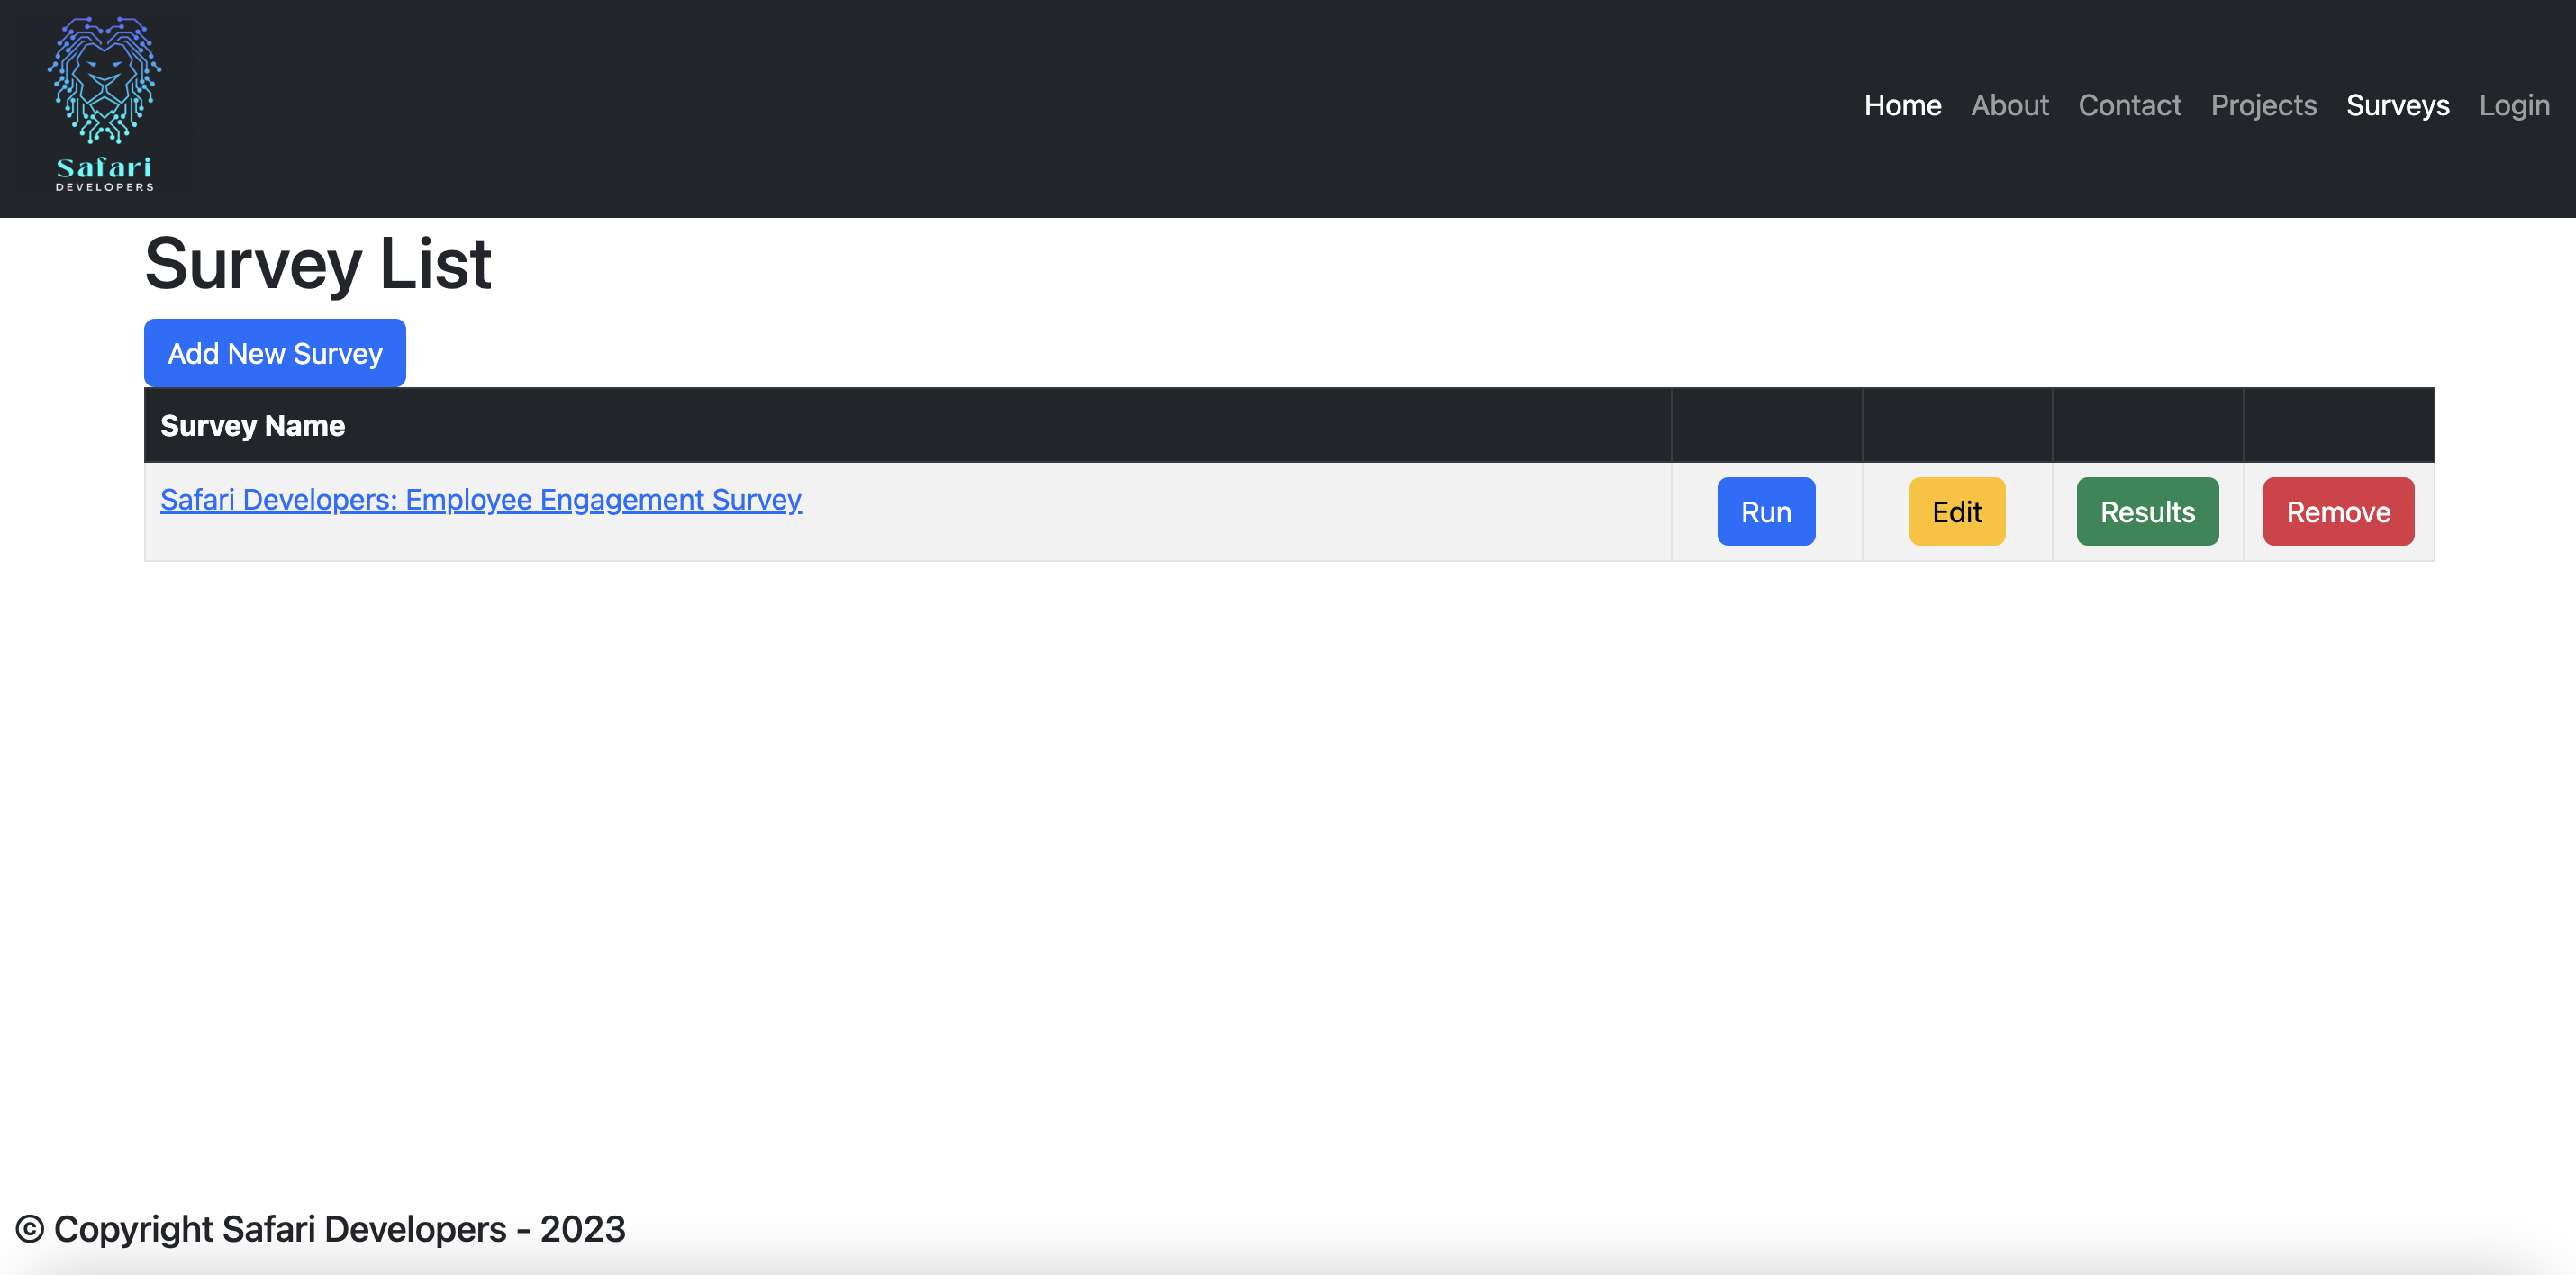 Safari
DEVELOPERS
Home About Contact Projects Surveys Login
Survey List
Add New Survey
Survey Name
Safari Developers: Employee Engagement Survey Run Edit Results Remove
© Copyright Safari Developers - 2023